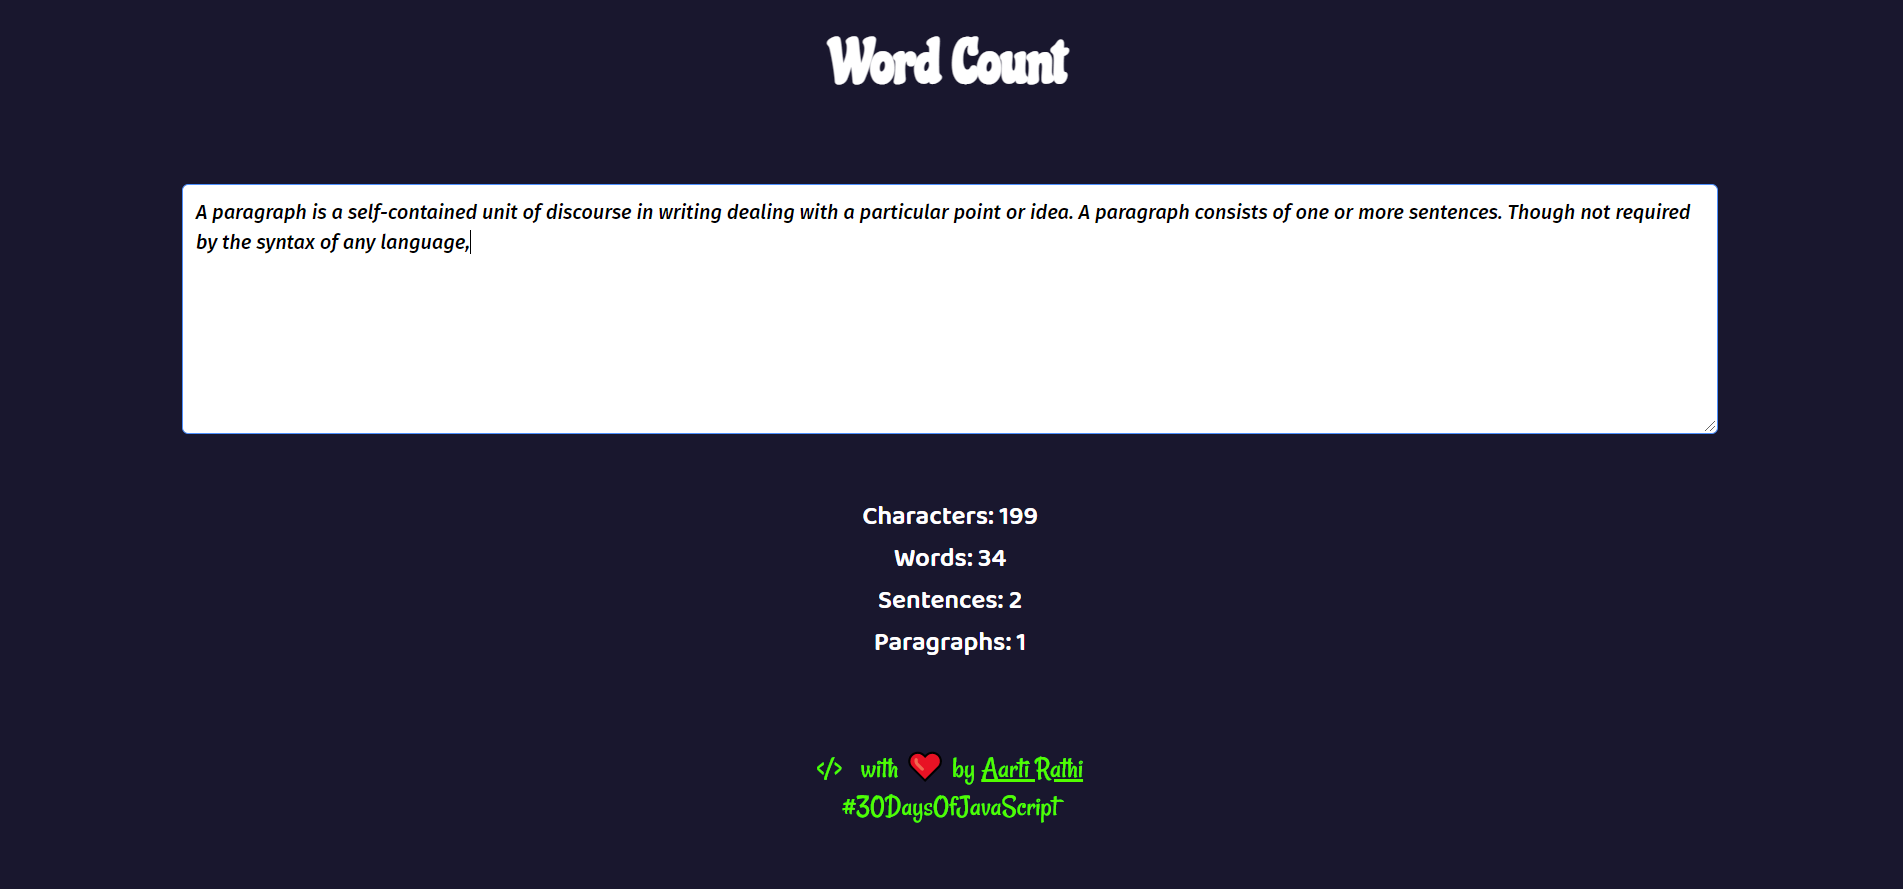 Word Count
A paragraph is a self-contained unit of discourse in writing dealing with a particular point or idea. A paragraph consists of one or more sentences. Though not required
by the syntax of any language,
Characters: 199
Words: 34
Sentences: 2
Paragraphs: 1
</> with ❤️ by Aarti Rathi
#30DaysOfJavaScript